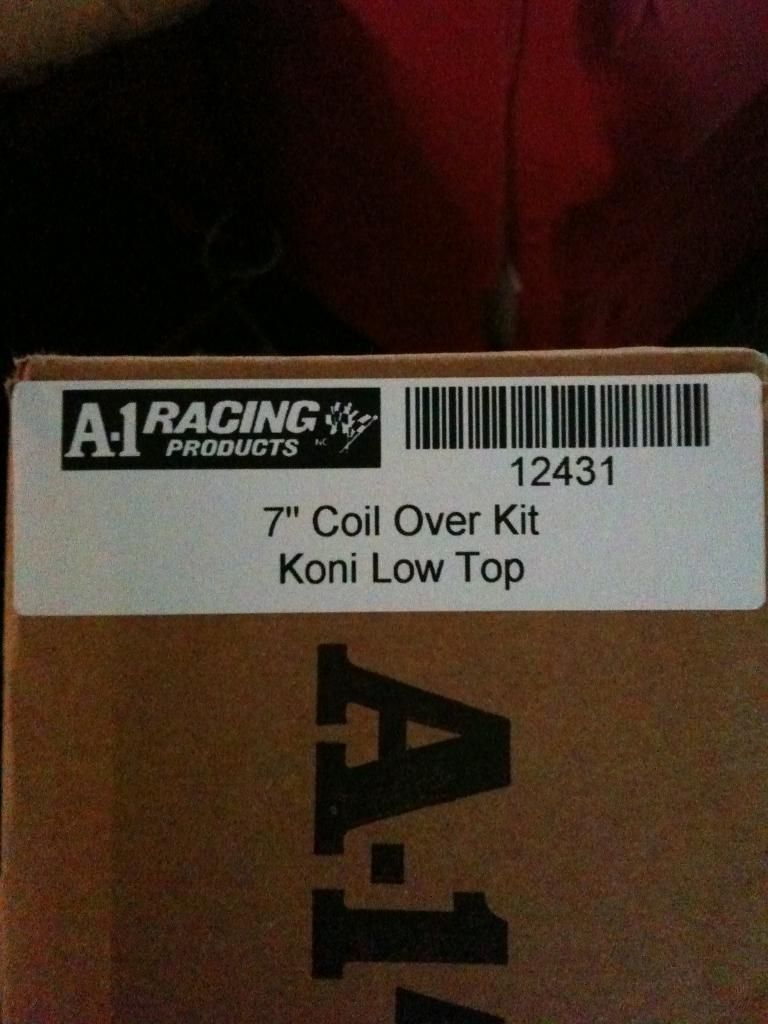 A-1 RACING
PRODUCTS
12431
7" Coil Over Kit
Koni Low Top
A-1